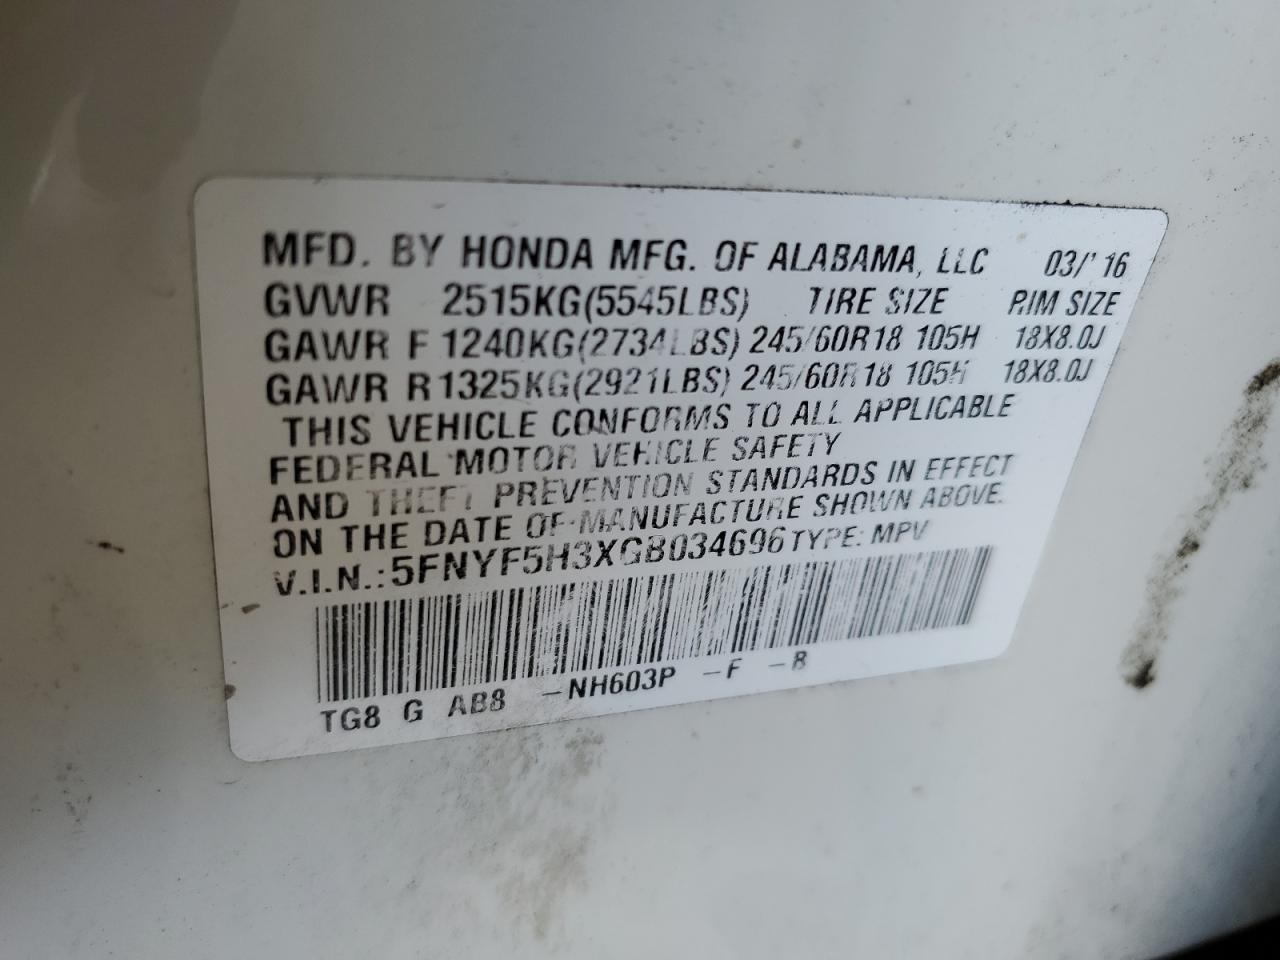 MFD. BY HONDA MFG. OF ALABAMA, LLC 03/'16
GVWR 2515KG(5545LBS) TIRE SIZE RIM SIZE
GAWR F 1240KG(2734LBS) 245/60R18 105H 18X8.0J
GAWR R 1325KG(2921LBS) 245/60R18 105H 18X8.0J
THIS VEHICLE CONFORMS TO ALL APPLICABLE
FEDERAL MOTOR VEHICLE SAFETY
AND THEFT PREVENTION STANDARDS IN EFFECT
ON THE DATE OF MANUFACTURE SHOWN ABOVE.
V.I.N.: 5FNYF5H3XGB034696 TYPE: MPV
TG8 G AB8 -NH603P -F -B